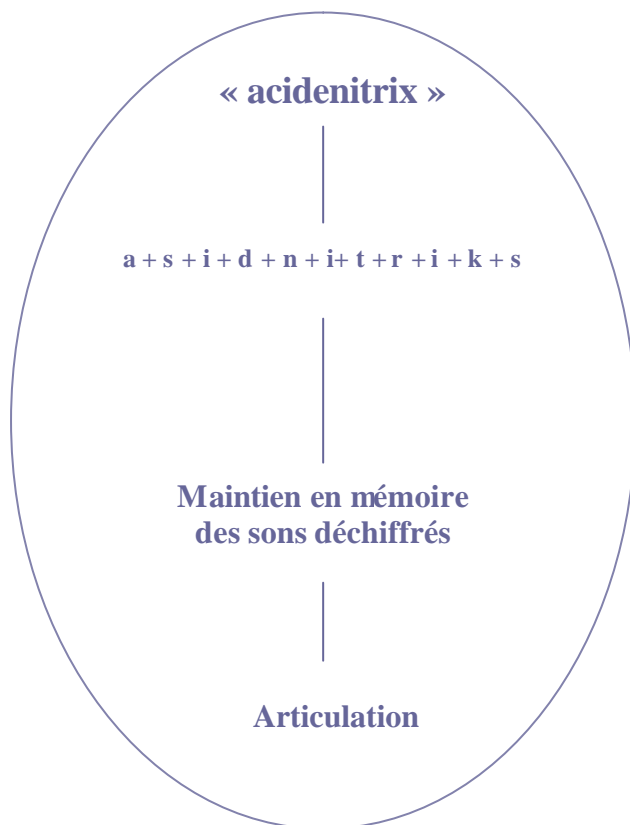 « acidenitrix »
a + s + i + d + n + i+ t + r + i + k + s
Maintien en mémoire
des sons déchiffrés
Articulation